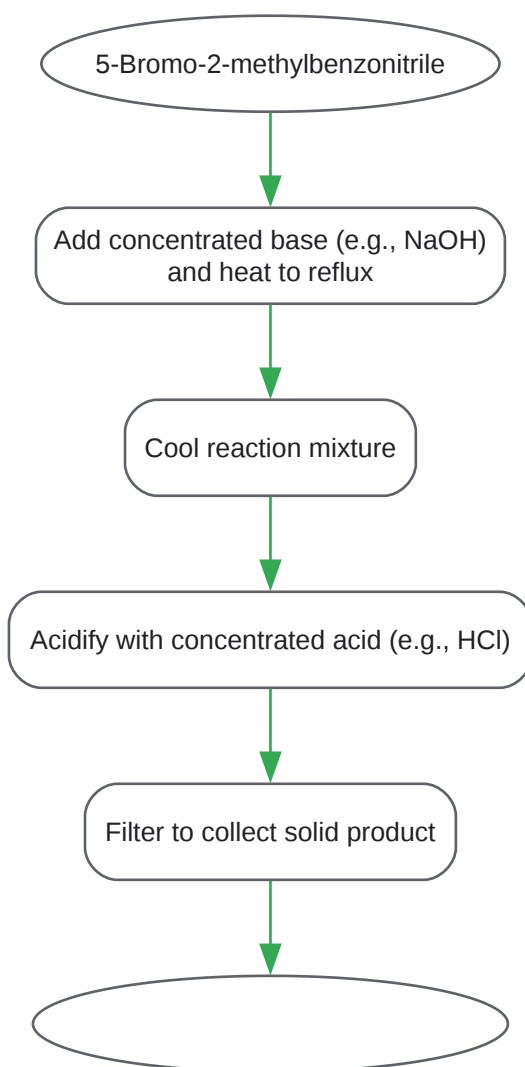 5-Bromo-2-methylbenzonitrile
Add concentrated base (e.g., NaOH)
and heat to reflux
Cool reaction mixture
Acidify with concentrated acid (e.g., HCl)
Filter to collect solid product